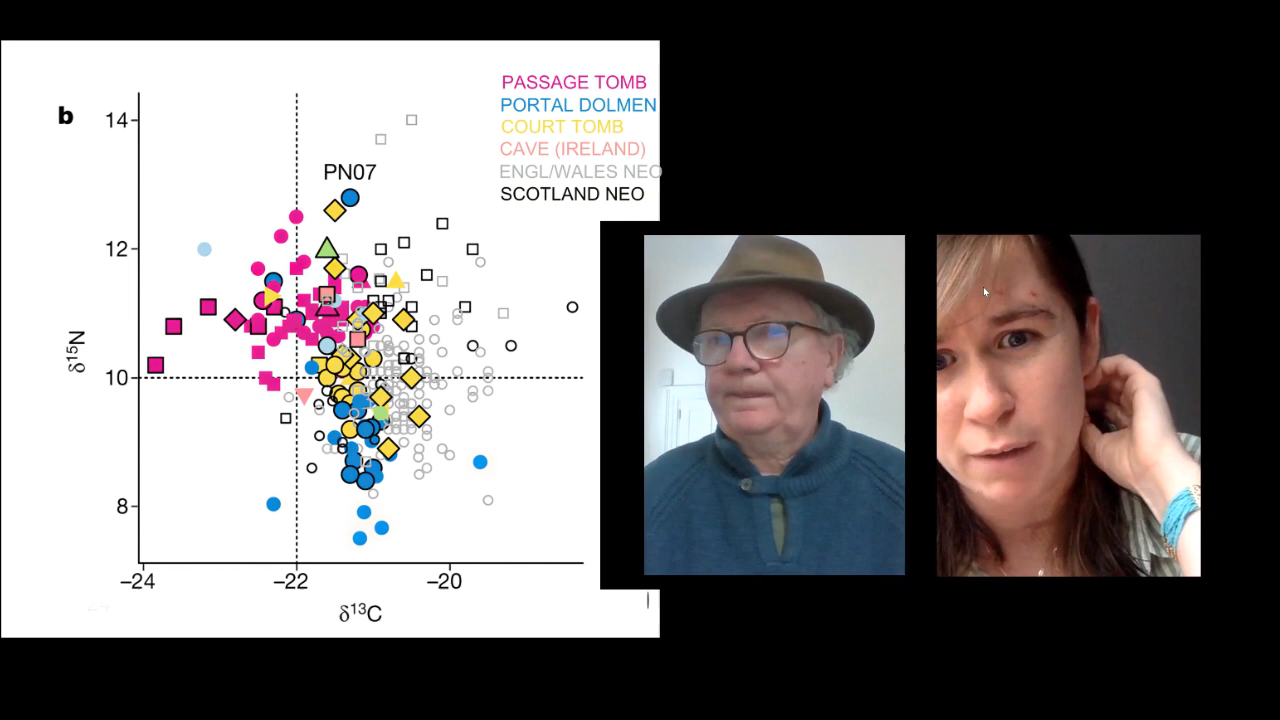 b
PASSAGE TOMB
PORTAL DOLMEN
COURT TOMB
CAVE (IRELAND)
ENGL/WALES NEO
SCOTLAND NEO
PN07
14
12
10
8
δ¹⁵N
–24
–22
–20
δ¹³C